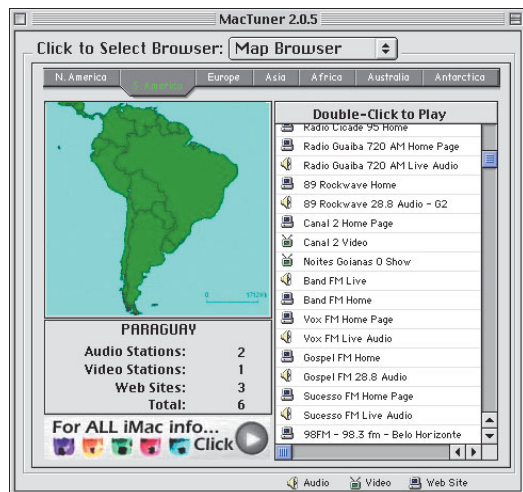 MacTuner 2.0.5
Click to Select Browser: Map Browser
N. America S. America Europe Asia Africa Australia Antarctica
Double-Click to Play
Radio Cicade 95 Home
Radio Guaiba 720 AM Home Page
Radio Guaiba 720 AM Live Audio
89 Rockwave Home
89 Rockwave 28.8 Audio - G2
Canal 2 Home Page
Canal 2 Video
Noites Goianas O Show
Band FM Live
Band FM Home
Vox FM Home Page
Vox FM Live Audio
Gospel FM Home
Gospel FM 28.8 Audio
Sucesso FM Home Page
Sucesso FM Live Audio
98FM - 98.3 fm - Belo Horizonte
0
PARAGUAY
Audio Stations: 2
Video Stations: 1
Web Sites: 3
Total: 6
For ALL iMac info...
Click
Audio Video Web Site